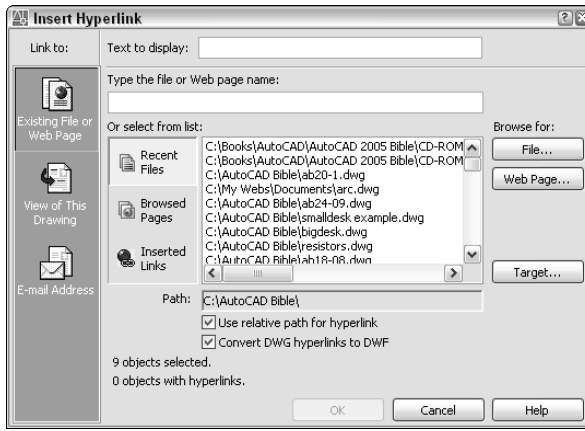 Insert Hyperlink
Link to:
Text to display:
Existing File or
Web Page
View of This
Drawing
E-mail Address
Type the file or Web page name:
Or select from list:
Recent
Files
Browsed
Pages
Inserted
Links
C:\Books\AutoCAD\AutoCAD 2005 Bible\CD-ROM
C:\Books\AutoCAD\AutoCAD 2005 Bible\CD-ROM
C:\AutoCAD Bible\ab20-1.dwg
C:\My Webs\Documents\arc.dwg
C:\AutoCAD Bible\ab24-09.dwg
C:\AutoCAD Bible\smalldesk example.dwg
C:\AutoCAD Bible\bigdesk.dwg
C:\AutoCAD Bible\resistors.dwg
C:\AutoCAD Bible\ab18-08.dwg
Browse for:
File...
Web Page...
Target...
Path: C:\AutoCAD Bible\
Use relative path for hyperlink
Convert DWG hyperlinks to DWF
9 objects selected.
0 objects with hyperlinks.
OK Cancel Help